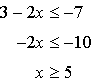 3 − 2x ≤ −7
−2x ≤ −10
x ≥ 5